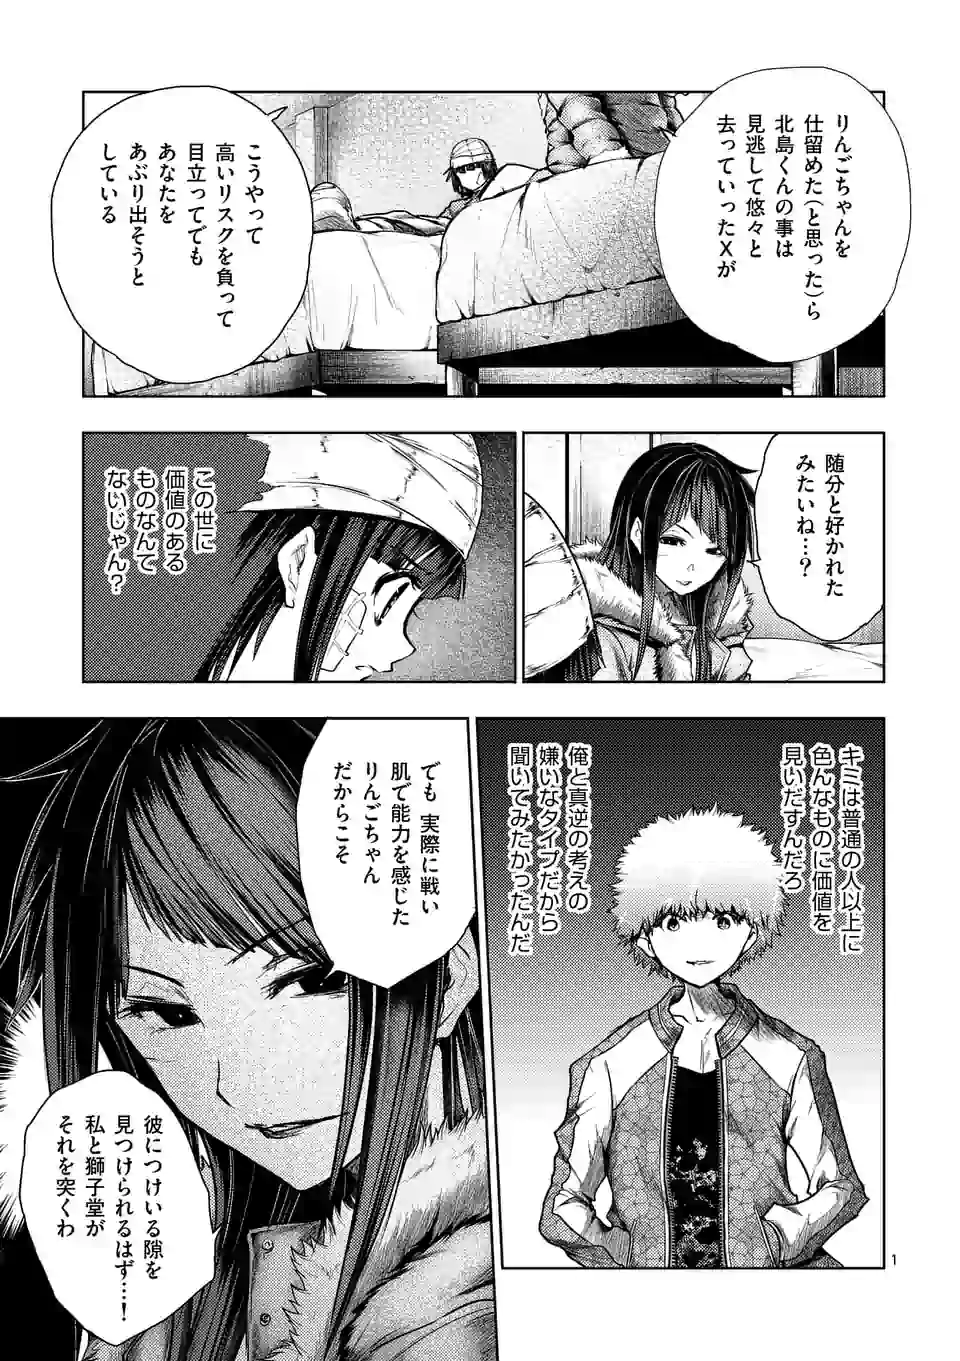 りんごちゃんを
仕留めた(と思った)ら
北島くんの事は
見逃して悠々と
去っていったXが
こうやって
高いリスクを負って
目立ってでも
あなたを
あぶり出そうと
している
随分と好かれた
みたいね…?
この世に
価値のある
ものなんて
ないじゃん?
キミは普通の人以上に
色んなものに価値を
見いだすんだろ
俺と真逆の考えの
嫌いなタイプだから
聞いてみたかったんだ
でも 実際に戦い
肌で能力を感じた
りんごちゃん
だからこそ
彼につけいる隙を
見つけられるはず…!
私と獅子堂が
それを突くわ
1